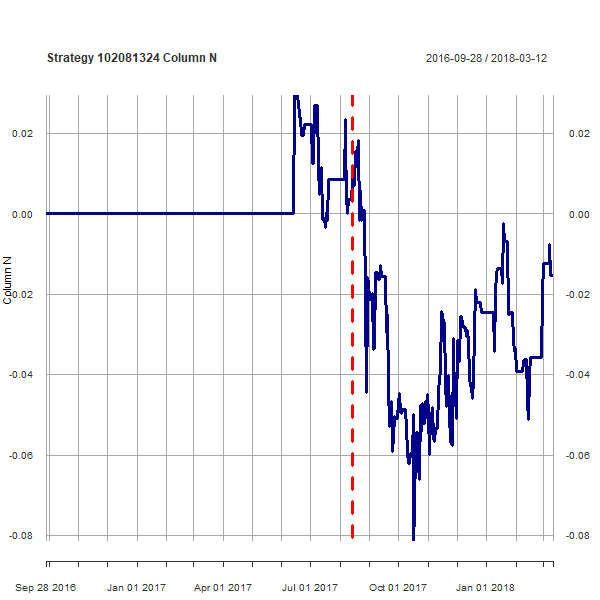 Strategy 102081324 Column N
2016-09-28 / 2018-03-12
0.02 0.02
0.00 0.00
Column N
-0.02 -0.02
-0.04 -0.04
-0.06 -0.06
-0.08 -0.08
Sep 28 2016 Jan 01 2017 Apr 01 2017 Jul 01 2017 Oct 01 2017 Jan 01 2018